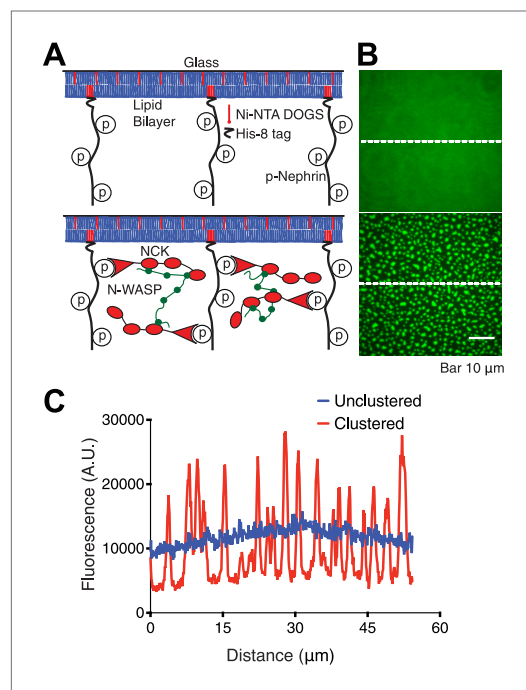 A
B
Glass
Lipid
Bilayer
Ni-NTA DOGS
His-8 tag
p
p
p
p
p
p
p-Nephrin
p
p
p
NCK
p
p
p
N-WASP
p
p
p
p
p
p
Bar 10 μm
C
Unclustered
Clustered
30000
20000
10000
0
Fluorescence (A.U.)
0 15 30 45 60
Distance (μm)